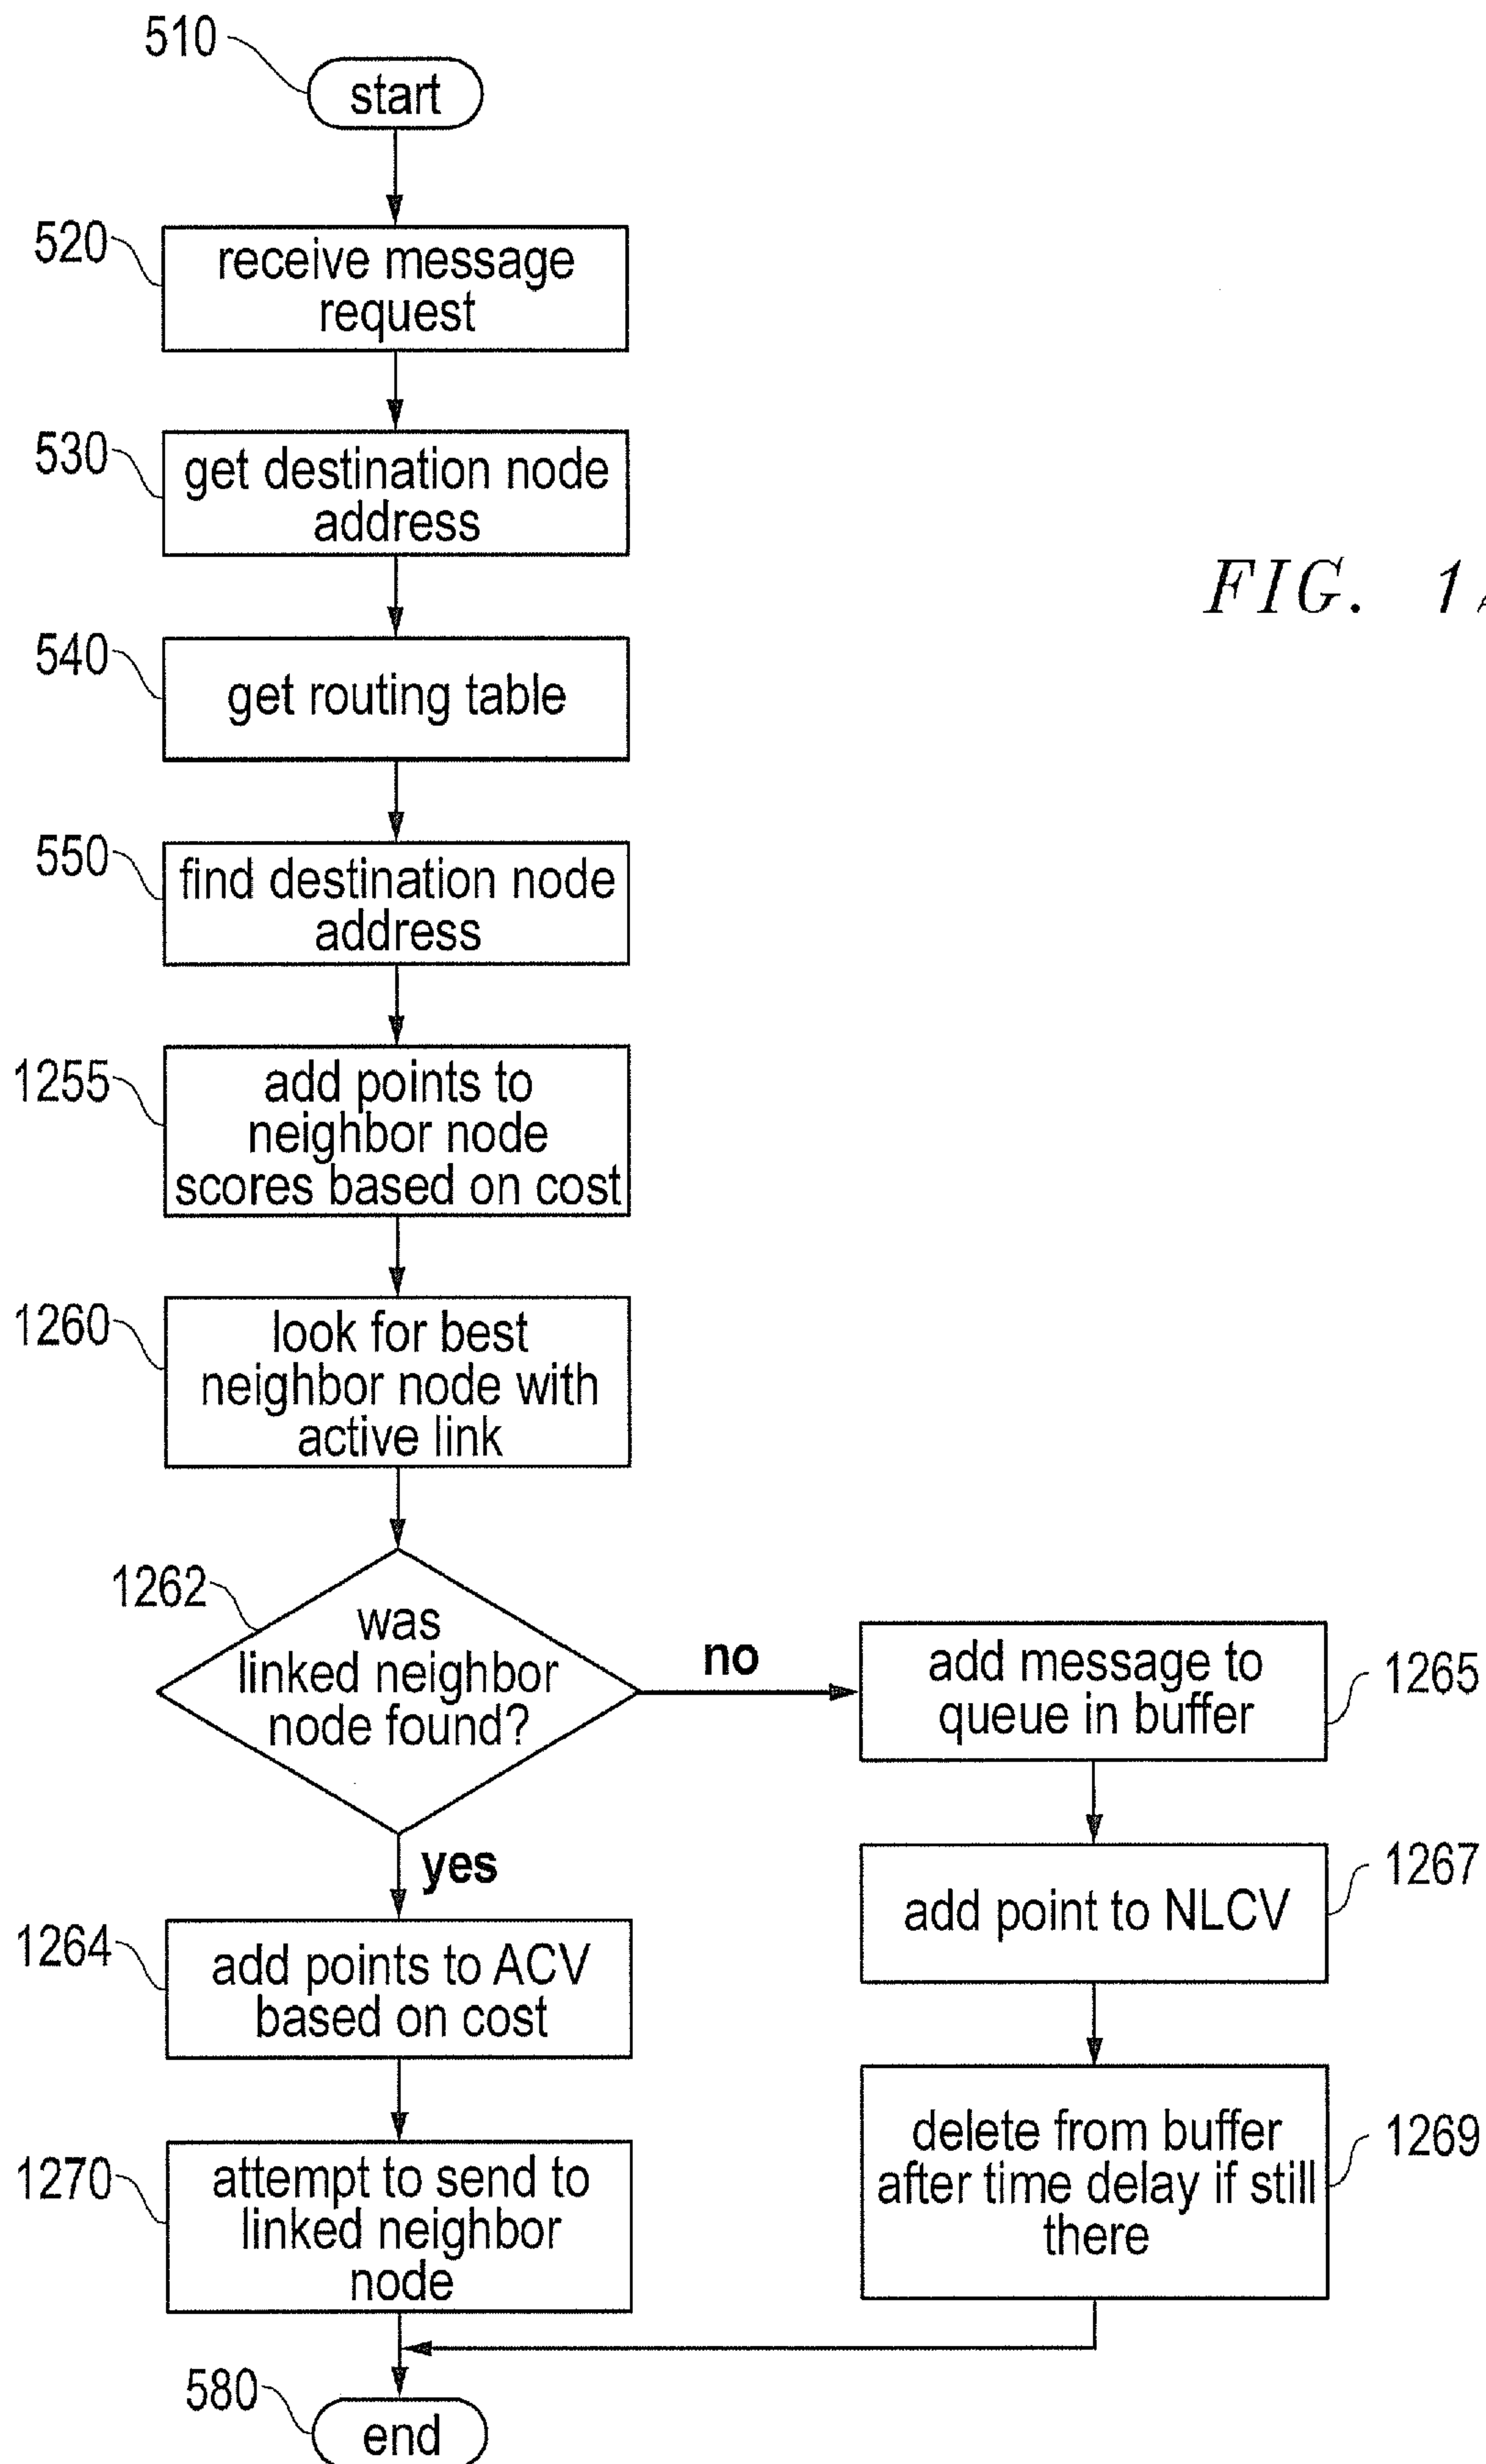 510
start
520
receive message
request
530
get destination node
address
FIG. 1
540
get routing table
550
find destination node
address
1255
add points to
neighbor node
scores based on cost
1260
look for best
neighbor node with
active link
1262
was
linked neighbor
node found?
no
add message to
queue in buffer
1265
yes
add point to NLCV
1267
1264
add points to ACV
based on cost
delete from buffer
after time delay if still
there
1269
1270
attempt to send to
linked neighbor
node
580
end